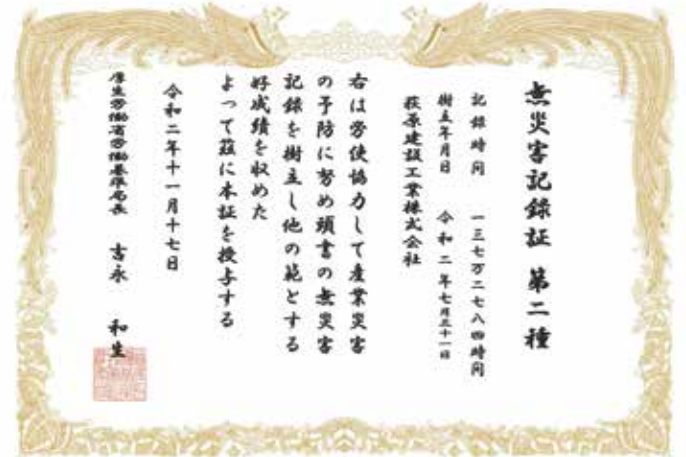 無災害記録証 第二種
記録時間 一三七万二七八四時間
樹立年月日 令和二年七月三十一日
萩原建設工業株式会社
右は労使協力して産業災害
の予防に努め頭書の無災害
記録を樹立し他の範とする
好成績を収めた
よって茲に本証を授与する
令和二年十一月十七日
厚生労働省労働基準局長 吉永 和生